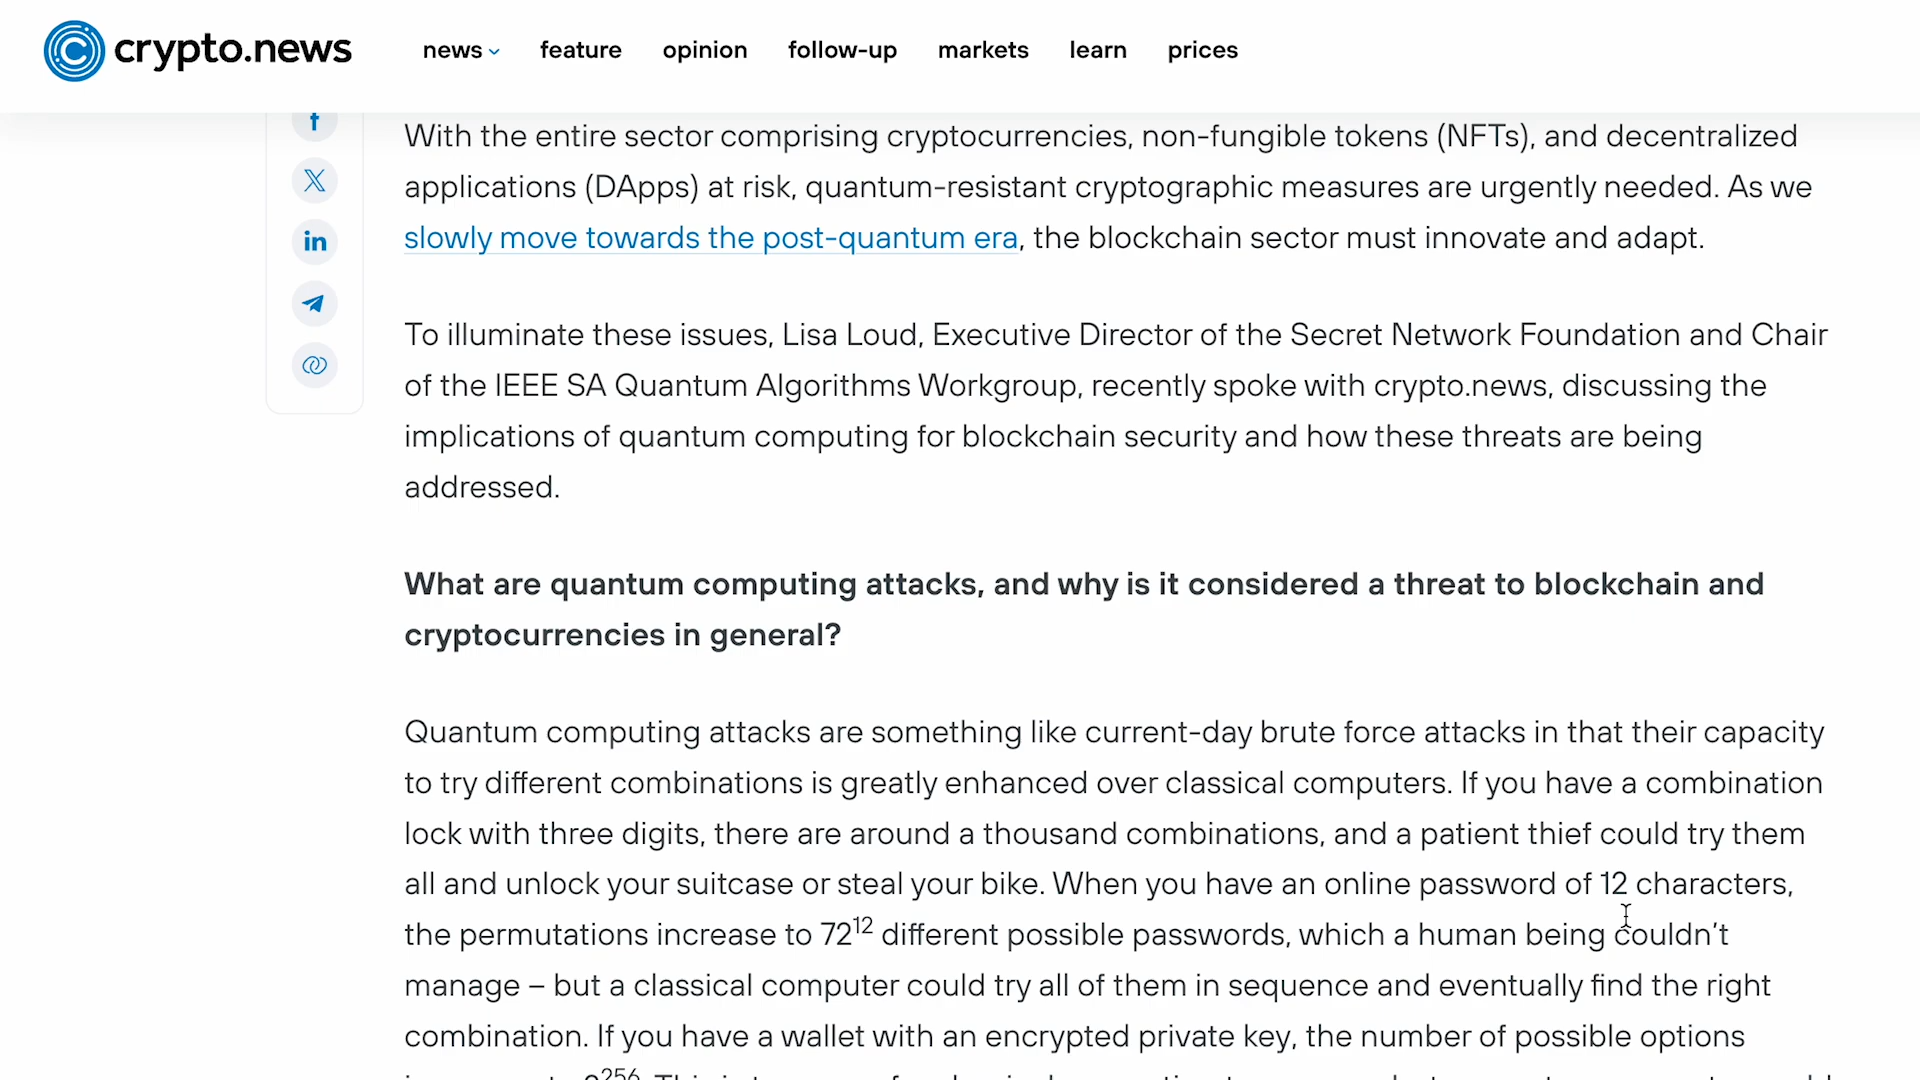 crypto.news
news
feature
opinion
follow-up
markets
learn
prices
With the entire sector comprising cryptocurrencies, non-fungible tokens (NFTs), and decentralized
applications (DApps) at risk, quantum-resistant cryptographic measures are urgently needed. As we
slowly move towards the post-quantum era, the blockchain sector must innovate and adapt.
To illuminate these issues, Lisa Loud, Executive Director of the Secret Network Foundation and Chair
of the IEEE SA Quantum Algorithms Workgroup, recently spoke with crypto.news, discussing the
implications of quantum computing for blockchain security and how these threats are being
addressed.
What are quantum computing attacks, and why is it considered a threat to blockchain and
cryptocurrencies in general?
Quantum computing attacks are something like current-day brute force attacks in that their capacity
to try different combinations is greatly enhanced over classical computers. If you have a combination
lock with three digits, there are around a thousand combinations, and a patient thief could try them
all and unlock your suitcase or steal your bike. When you have an online password of 12 characters,
the permutations increase to 72¹² different possible passwords, which a human being couldn’t
manage – but a classical computer could try all of them in sequence and eventually find the right
combination. If you have a wallet with an encrypted private key, the number of possible options